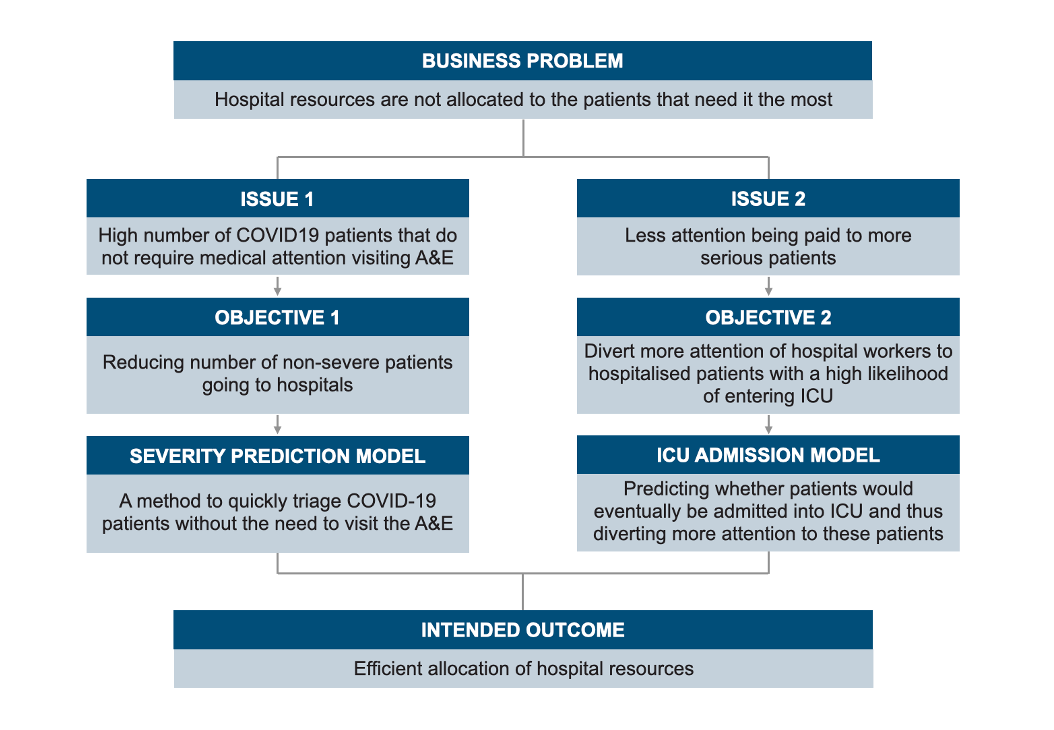 BUSINESS PROBLEM
Hospital resources are not allocated to the patients that need it the most
ISSUE 1
High number of COVID19 patients that do
not require medical attention visiting A&E
OBJECTIVE 1
Reducing number of non-severe patients
going to hospitals
SEVERITY PREDICTION MODEL
A method to quickly triage COVID-19
patients without the need to visit the A&E
ISSUE 2
Less attention being paid to more
serious patients
OBJECTIVE 2
Divert more attention of hospital workers to
hospitalised patients with a high likelihood
of entering ICU
ICU ADMISSION MODEL
Predicting whether patients would
eventually be admitted into ICU and thus
diverting more attention to these patients
INTENDED OUTCOME
Efficient allocation of hospital resources